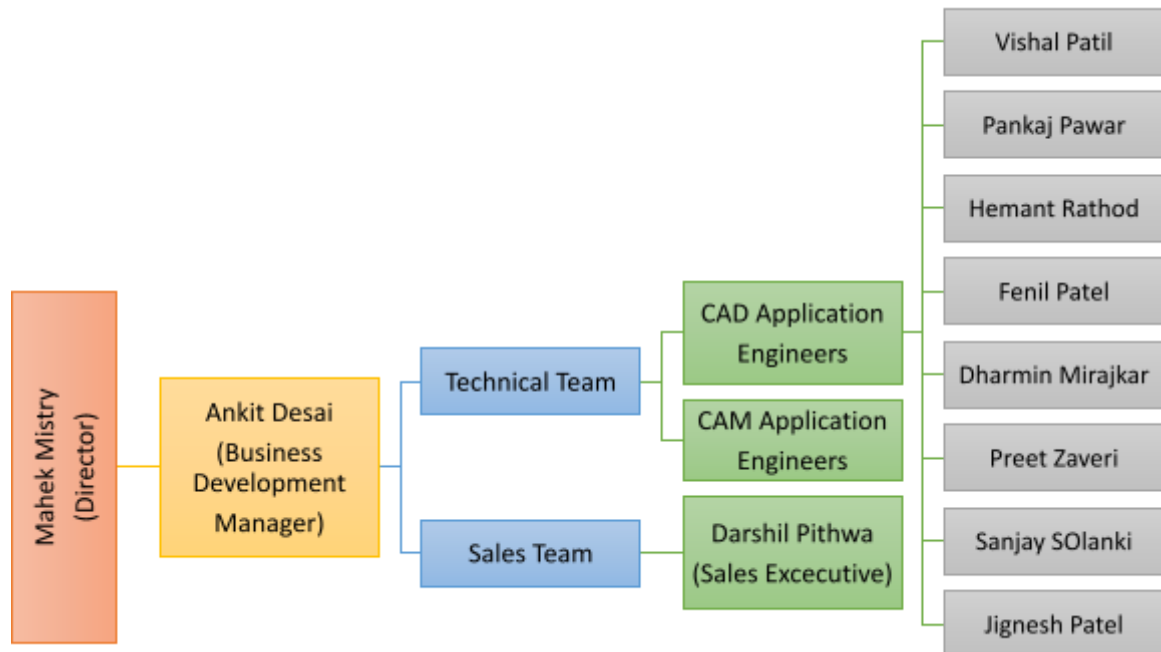 Mahek Mistry
(Director)
Ankit Desai
(Business
Development
Manager)
Technical Team
Sales Team
CAD Application
Engineers
CAM Application
Engineers
Darshil Pithwa
(Sales Excecutive)
Vishal Patil
Pankaj Pawar
Hemant Rathod
Fenil Patel
Dharmin Mirajkar
Preet Zaveri
Sanjay SOlanki
Jignesh Patel